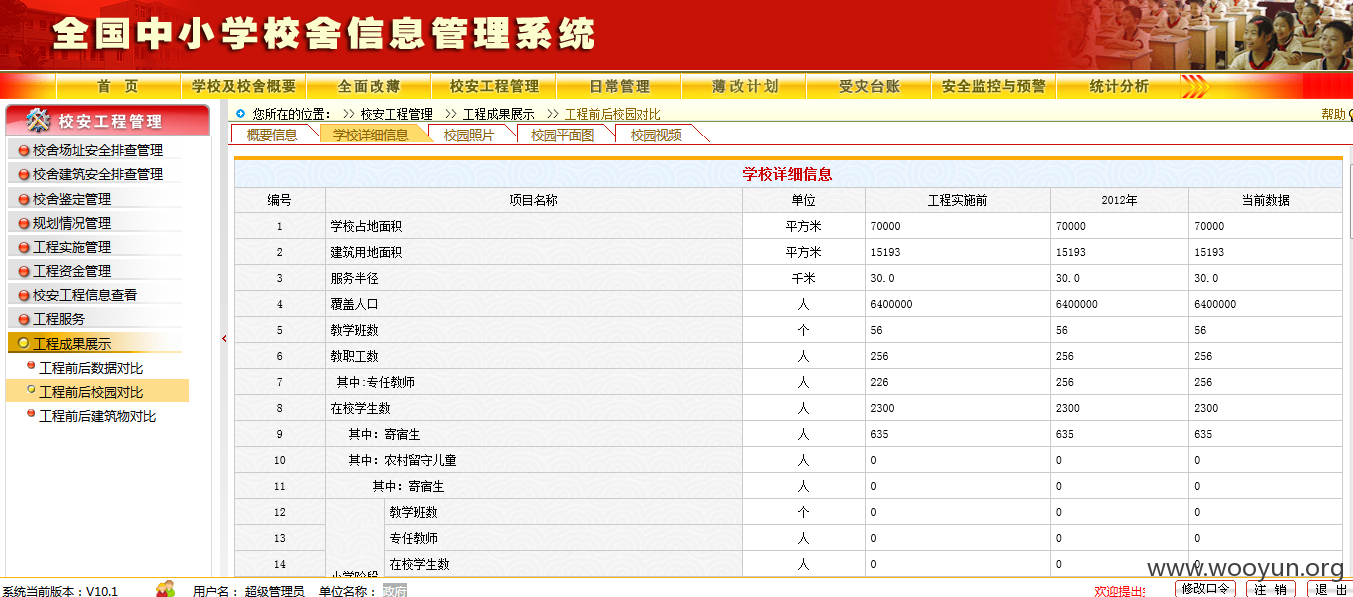 全国中小学校舍信息管理系统
首 页 学校及校舍概要 全面改薄 校安工程管理 日常管理 薄改计划 受灾台账 安全监控与预警 统计分析
校安工程管理
校舍场址安全排查管理
校舍建筑安全排查管理
校舍鉴定管理
规划情况管理
工程实施管理
工程资金管理
校安工程信息查看
工程服务
工程成果展示
工程前后数据对比
工程前后校园对比
工程前后建筑物对比
您所在的位置： >> 校安工程管理 >> 工程成果展示 >> 工程前后校园对比
帮助
概要信息 学校详细信息 校园照片 校园平面图 校园视频
学校详细信息
编号 项目名称 单位 工程实施前 2012年 当前数据
1 学校占地面积 平方米 70000 70000 70000
2 建筑用地面积 平方米 15193 15193 15193
3 服务半径 千米 30.0 30.0 30.0
4 覆盖人口 人 6400000 6400000 6400000
5 教学班数 个 56 56 56
6 教职工数 人 256 256 256
7 其中:专任教师 人 226 256 256
8 在校学生数 人 2300 2300 2300
9 其中：寄宿生 人 635 635 635
10 其中：农村留守儿童 人 0 0 0
11 其中：寄宿生 人 0 0 0
12 教学班数 个 0 0 0
13 专任教师 人 0 0 0
14 在校学生数 人 0 0 0
小学阶段
www.wooyun.org
系统当前版本：V10.1 用户名： 超级管理员 单位名称： 政府 欢迎提出 修改口令 注 销 退 出